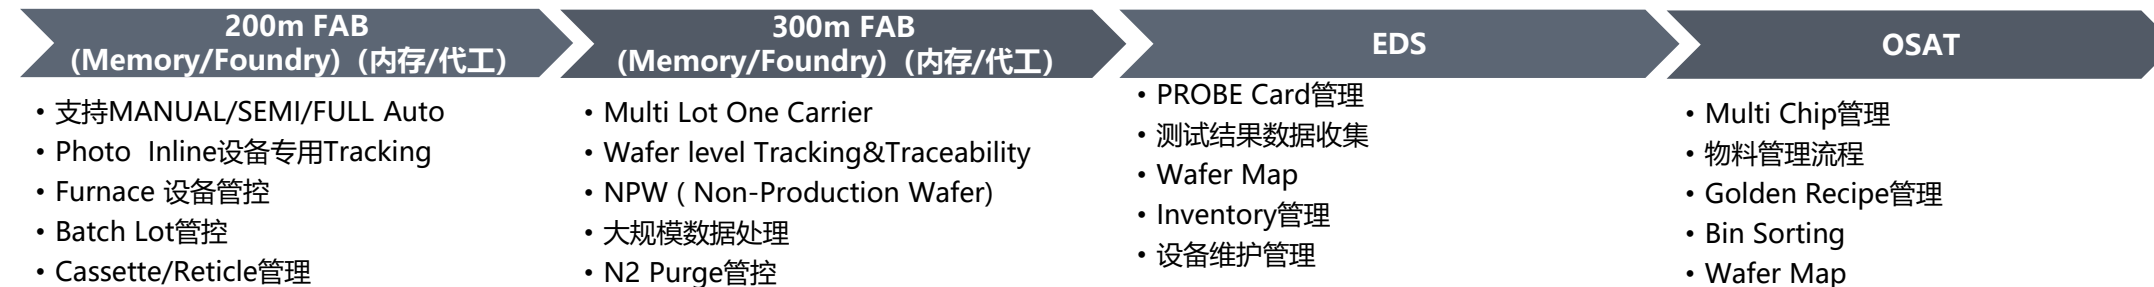 200m FAB
(Memory/Foundry)（内存/代工）
• 支持MANUAL/SEMI/FULL Auto
• Photo Inline设备专用Tracking
• Furnace 设备管控
• Batch Lot管控
• Cassette/Reticle管理
300m FAB
(Memory/Foundry)（内存/代工）
• Multi Lot One Carrier
• Wafer level Tracking&Traceability
• NPW ( Non-Production Wafer)
• 大规模数据处理
• N2 Purge管控
EDS
• PROBE Card管理
• 测试结果数据收集
• Wafer Map
• Inventory管理
• 设备维护管理
OSAT
• Multi Chip管理
• 物料管理流程
• Golden Recipe管理
• Bin Sorting
• Wafer Map